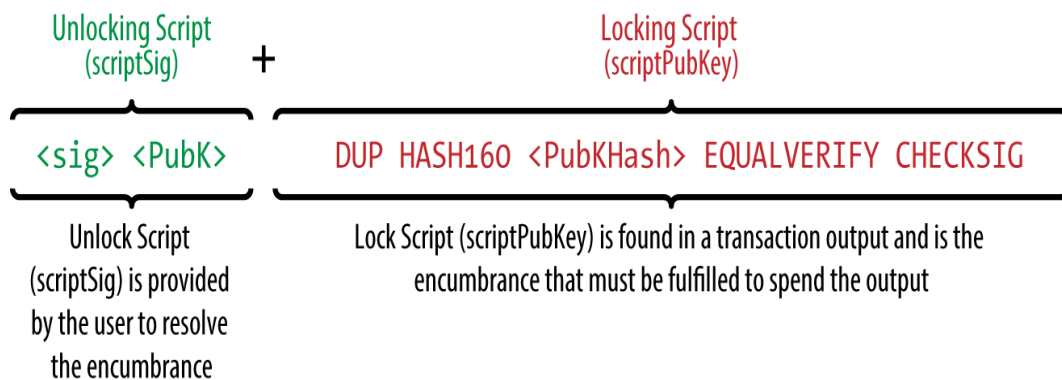 Unlocking Script
(scriptSig)
+
Locking Script
(scriptPubKey)
<sig> <PubK>
DUP HASH160 <PubKHash> EQUALVERIFY CHECKSIG
Unlock Script
(scriptSig) is provided
by the user to resolve
the encumbrance
Lock Script (scriptPubKey) is found in a transaction output and is the
encumbrance that must be fulfilled to spend the output